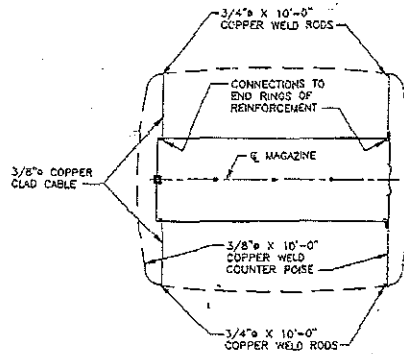 3/4"ø X 10'-0"
COPPER WELD RODS
CONNECTIONS TO
END RINGS OF
REINFORCEMENT
℄ MAGAZINE
3/8"ø COPPER
CLAD CABLE
3/8"ø X 10'-0"
COPPER WELD
COUNTER POISE
3/4"ø X 10'-0"
COPPER WELD RODS